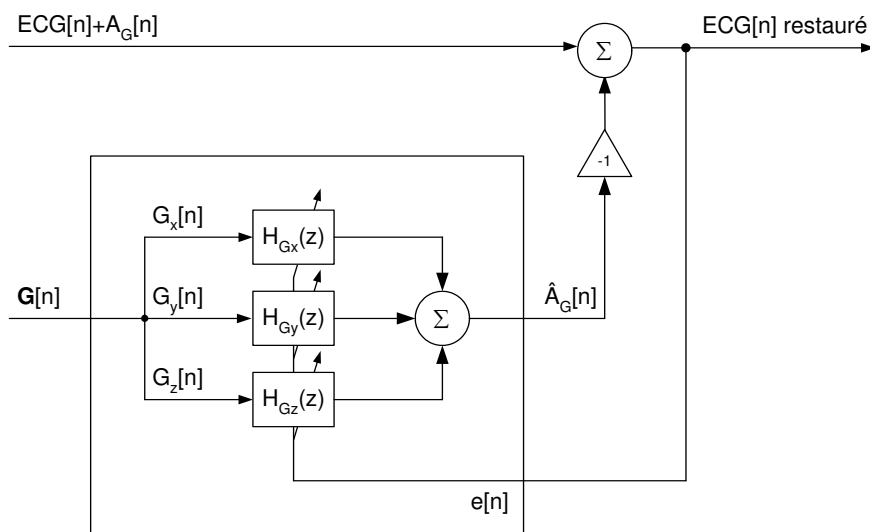 ECG[n]+A_G[n]
ECG[n] restauré
Σ
-1
G_x[n]
H_Gx(z)
G[n]
G_y[n]
H_Gy(z)
Σ
Â_G[n]
G_z[n]
H_Gz(z)
e[n]